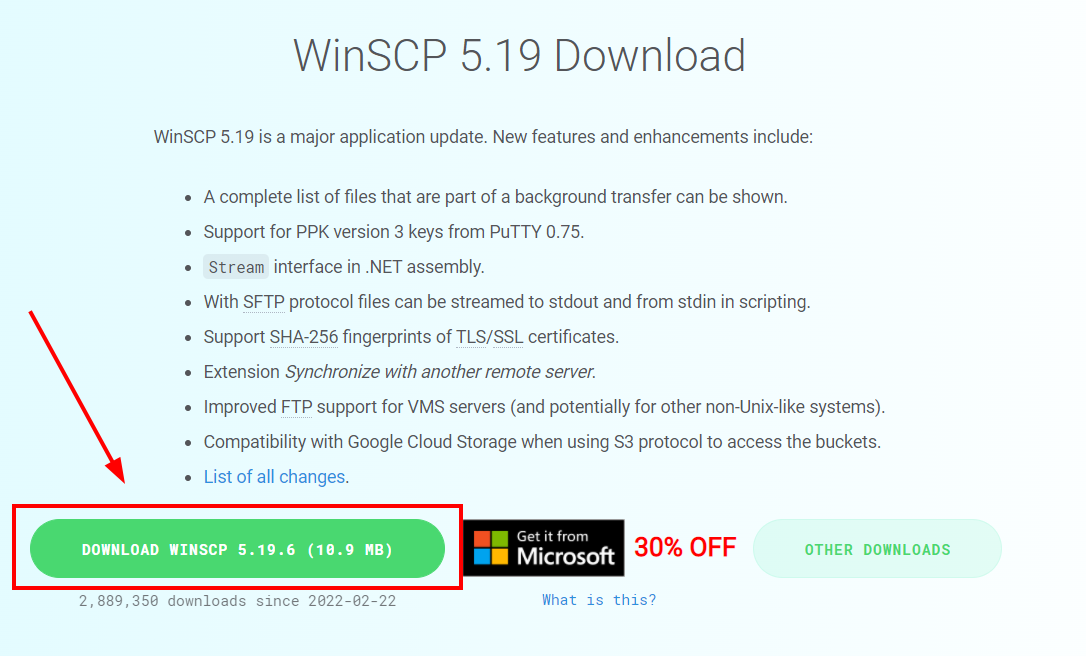 WinSCP 5.19 Download
WinSCP 5.19 is a major application update. New features and enhancements include:
A complete list of files that are part of a background transfer can be shown.
Support for PPK version 3 keys from PuTTY 0.75.
Stream interface in .NET assembly.
With SFTP protocol files can be streamed to stdout and from stdin in scripting.
Support SHA-256 fingerprints of TLS/SSL certificates.
Extension Synchronize with another remote server.
Improved FTP support for VMS servers (and potentially for other non-Unix-like systems).
Compatibility with Google Cloud Storage when using S3 protocol to access the buckets.
List of all changes.
DOWNLOAD WINSCP 5.19.6 (10.9 MB)
Get it from
Microsoft
30% OFF
OTHER DOWNLOADS
2,889,350 downloads since 2022-02-22
What is this?